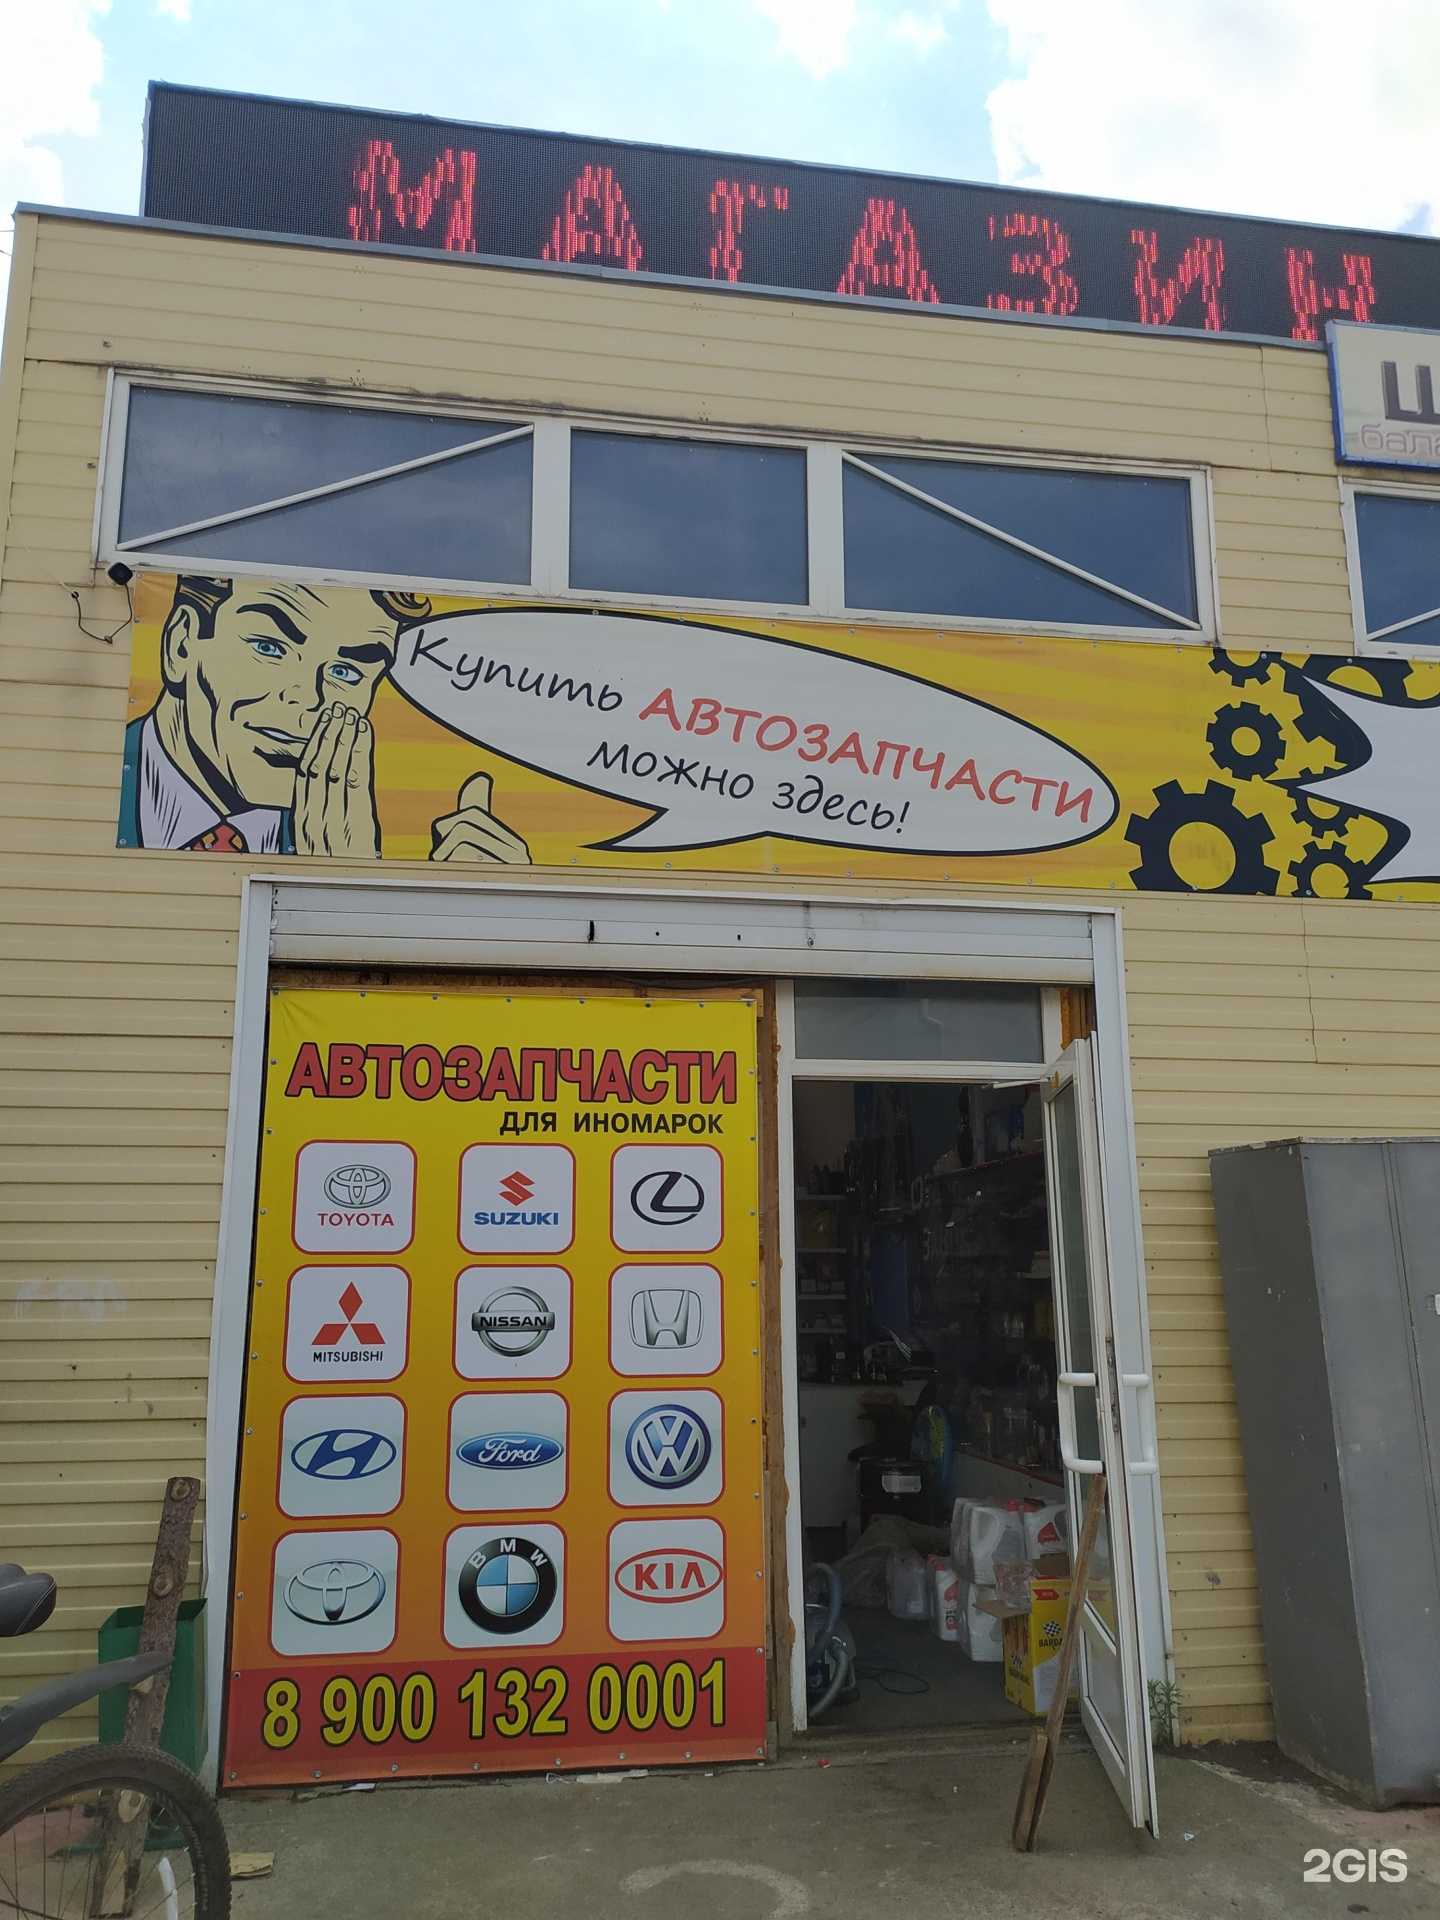 МАГАЗИН
Купить АВТОЗАПЧАСТИ
можно здесь!
АВТОЗАПЧАСТИ
ДЛЯ ИНОМАРОК
TOYOTA
SUZUKI
MITSUBISHI
NISSAN
Ford
BMW
KIA
8 900 132 0001
2GIS